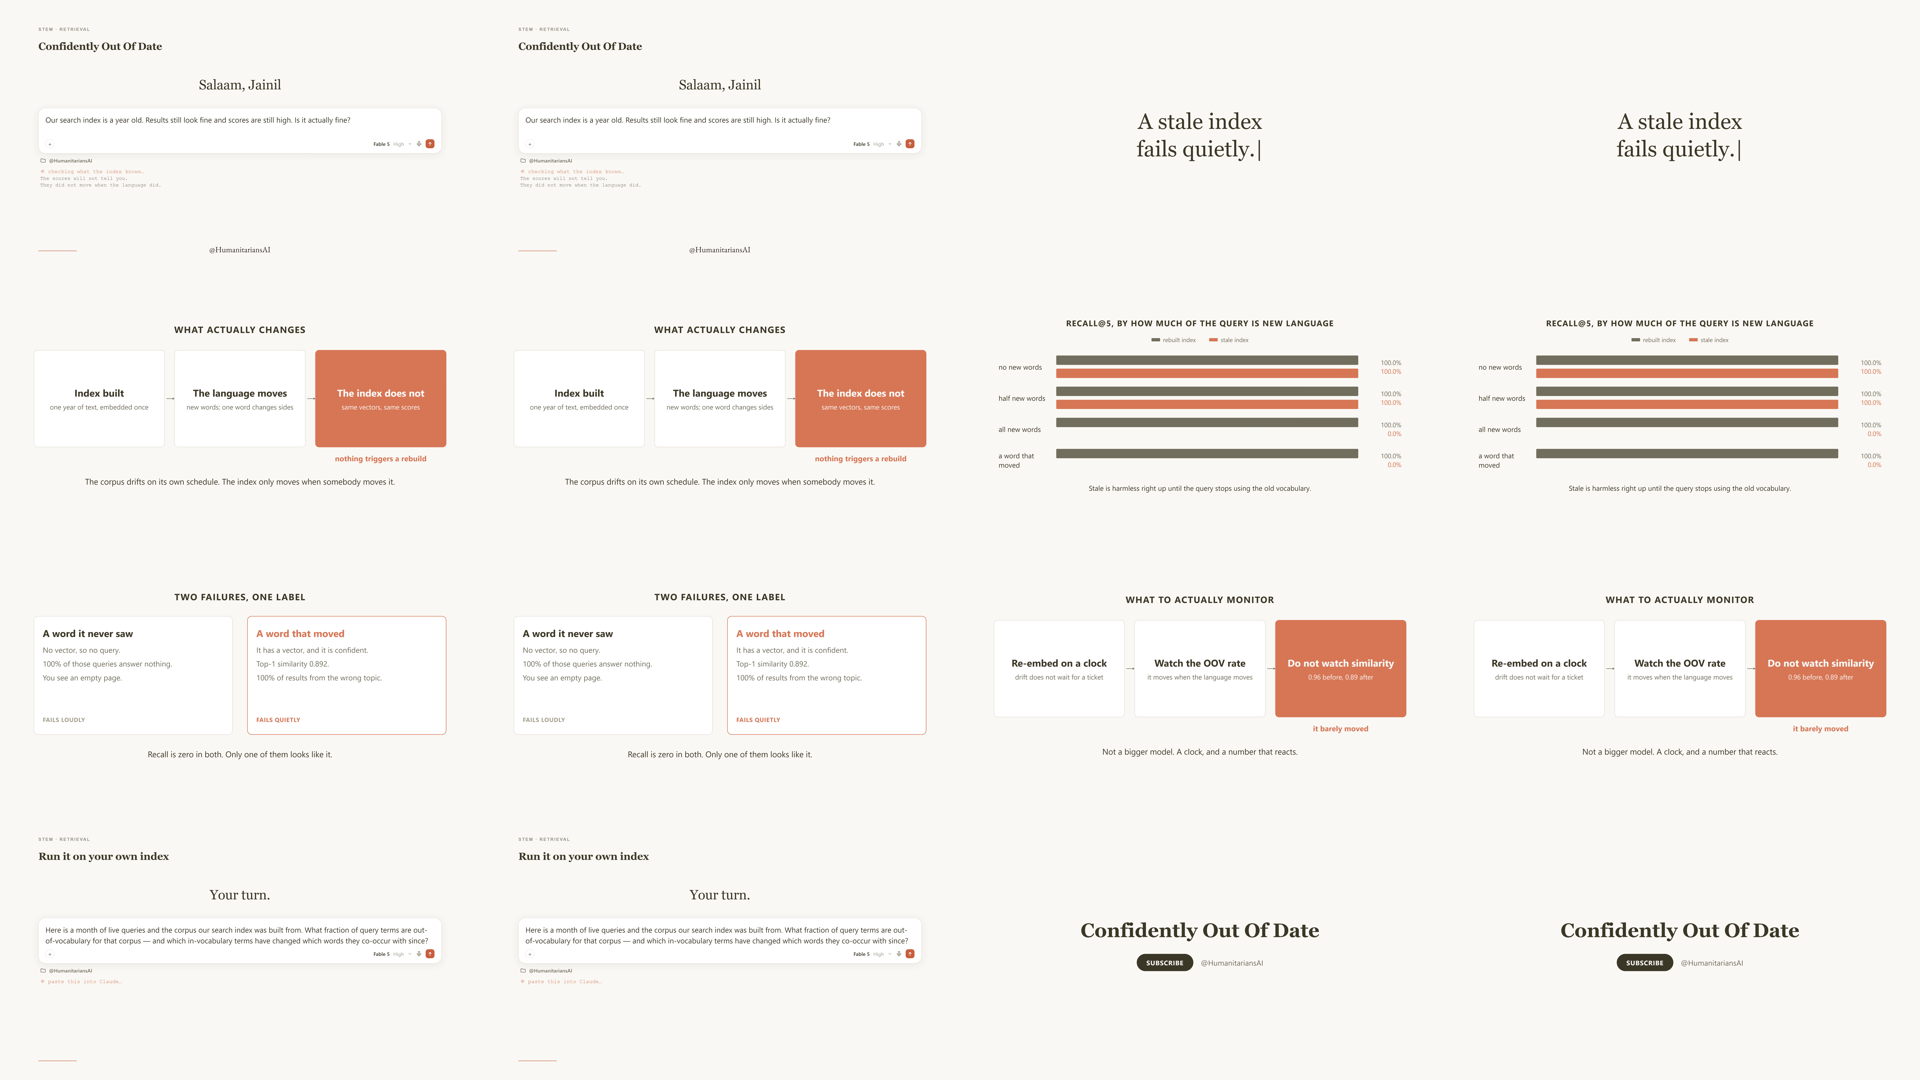 STEM · RETRIEVAL
Confidently Out Of Date
Salaam, Jainil
Our search index is a year old. Results still look fine and scores are still high. Is it actually fine?
+
Fable 5 High
@HumanitariansAI
checking what the index knows…
The scores will not tell you.
They did not move when the language did.
@HumanitariansAI
STEM · RETRIEVAL
Confidently Out Of Date
Salaam, Jainil
Our search index is a year old. Results still look fine and scores are still high. Is it actually fine?
+
Fable 5 High
@HumanitariansAI
checking what the index knows…
The scores will not tell you.
They did not move when the language did.
@HumanitariansAI
A stale index
fails quietly.|
A stale index
fails quietly.|
WHAT ACTUALLY CHANGES
Index built
one year of text, embedded once
→
The language moves
new words; one word changes sides
→
The index does not
same vectors, same scores
nothing triggers a rebuild
The corpus drifts on its own schedule. The index only moves when somebody moves it.
WHAT ACTUALLY CHANGES
Index built
one year of text, embedded once
→
The language moves
new words; one word changes sides
→
The index does not
same vectors, same scores
nothing triggers a rebuild
The corpus drifts on its own schedule. The index only moves when somebody moves it.
RECALL@5, BY HOW MUCH OF THE QUERY IS NEW LANGUAGE
rebuilt index stale index
no new words
100.0%
100.0%
half new words
100.0%
100.0%
all new words
100.0%
0.0%
a word that
moved
100.0%
0.0%
Stale is harmless right up until the query stops using the old vocabulary.
RECALL@5, BY HOW MUCH OF THE QUERY IS NEW LANGUAGE
rebuilt index stale index
no new words
100.0%
100.0%
half new words
100.0%
100.0%
all new words
100.0%
0.0%
a word that
moved
100.0%
0.0%
Stale is harmless right up until the query stops using the old vocabulary.
TWO FAILURES, ONE LABEL
A word it never saw
No vector, so no query.
100% of those queries answer nothing.
You see an empty page.
FAILS LOUDLY
A word that moved
It has a vector, and it is confident.
Top-1 similarity 0.892.
100% of results from the wrong topic.
FAILS QUIETLY
Recall is zero in both. Only one of them looks like it.
TWO FAILURES, ONE LABEL
A word it never saw
No vector, so no query.
100% of those queries answer nothing.
You see an empty page.
FAILS LOUDLY
A word that moved
It has a vector, and it is confident.
Top-1 similarity 0.892.
100% of results from the wrong topic.
FAILS QUIETLY
Recall is zero in both. Only one of them looks like it.
WHAT TO ACTUALLY MONITOR
Re-embed on a clock
drift does not wait for a ticket
→
Watch the OOV rate
it moves when the language moves
→
Do not watch similarity
0.96 before, 0.89 after
it barely moved
Not a bigger model. A clock, and a number that reacts.
WHAT TO ACTUALLY MONITOR
Re-embed on a clock
drift does not wait for a ticket
→
Watch the OOV rate
it moves when the language moves
→
Do not watch similarity
0.96 before, 0.89 after
it barely moved
Not a bigger model. A clock, and a number that reacts.
STEM · RETRIEVAL
Run it on your own index
Your turn.
Here is a month of live queries and the corpus our search index was built from. What fraction of query terms are out-
of-vocabulary for that corpus — and which in-vocabulary terms have changed which words they co-occur with since?
+
Fable 5 High
@HumanitariansAI
paste this into Claude…
STEM · RETRIEVAL
Run it on your own index
Your turn.
Here is a month of live queries and the corpus our search index was built from. What fraction of query terms are out-
of-vocabulary for that corpus — and which in-vocabulary terms have changed which words they co-occur with since?
+
Fable 5 High
@HumanitariansAI
paste this into Claude…
Confidently Out Of Date
SUBSCRIBE @HumanitariansAI
Confidently Out Of Date
SUBSCRIBE @HumanitariansAI